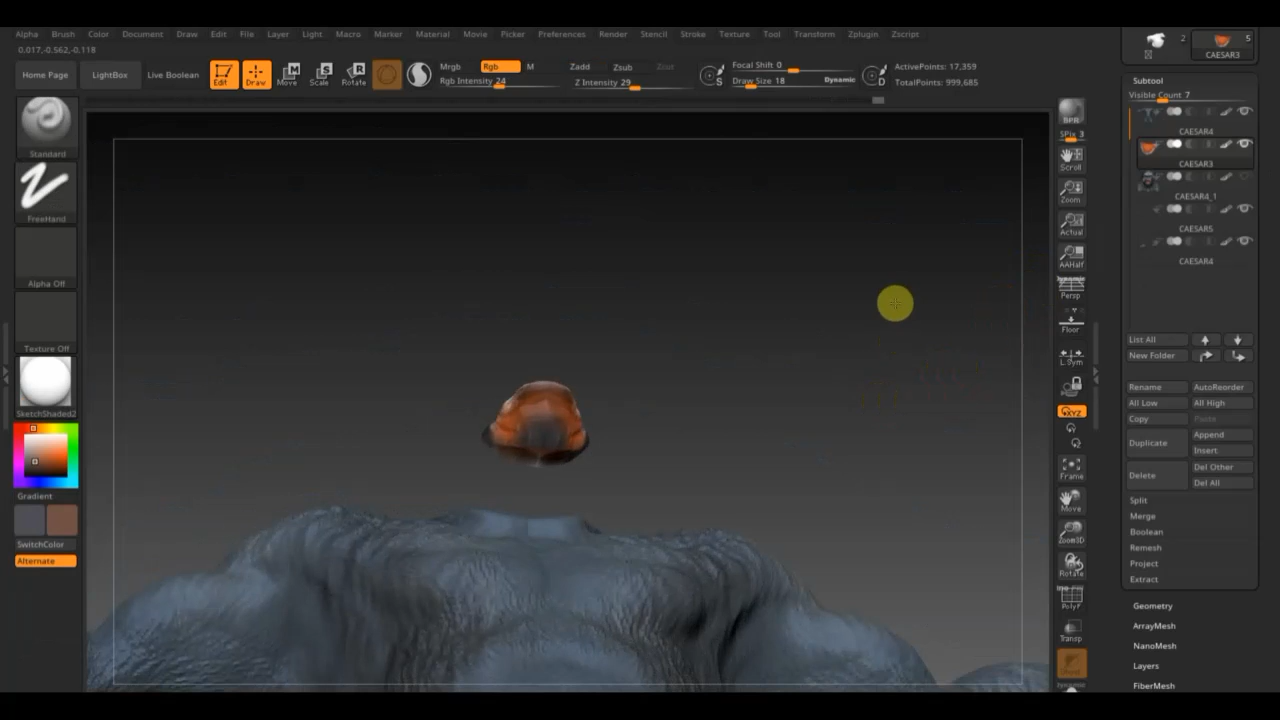 Alpha Brush Color Document Draw Edit File Layer Light Macro Marker Material Movie Picker Preferences Render Stencil Stroke Texture Tool Transform Zplugin Zscript
0.017,-0.562,-0.118
Home Page LightBox Live Boolean Edit Draw Move Scale Rotate
Mrgb Rgb M Zadd Zsub
Rgb Intensity 24 Z Intensity 29
Focal Shift 0
Draw Size 18 Dynamic
S D
ActivePoints: 17,359
TotalPoints: 999,685
2 5
CAESAR3
Standard
FreeHand
Alpha Off
Texture Off
SketchShaded2
Gradient
SwitchColor
Alternate
BPR
SPix 3
Scroll
Zoom
Actual
AAHalf
Dynamic
Persp
Floor
L.Sym
XYZ
Frame
Move
Zoom3D
Rotate
PolyF
Transp
Subtool
Visible Count 7
CAESAR4
CAESAR3
CAESAR4_1
CAESAR5
CAESAR4
List All
New Folder
Rename AutoReorder
All Low All High
Copy Paste
Duplicate Append
Insert
Delete Del Other
Del All
Split
Merge
Boolean
Remesh
Project
Extract
Geometry
ArrayMesh
NanoMesh
Layers
FiberMesh